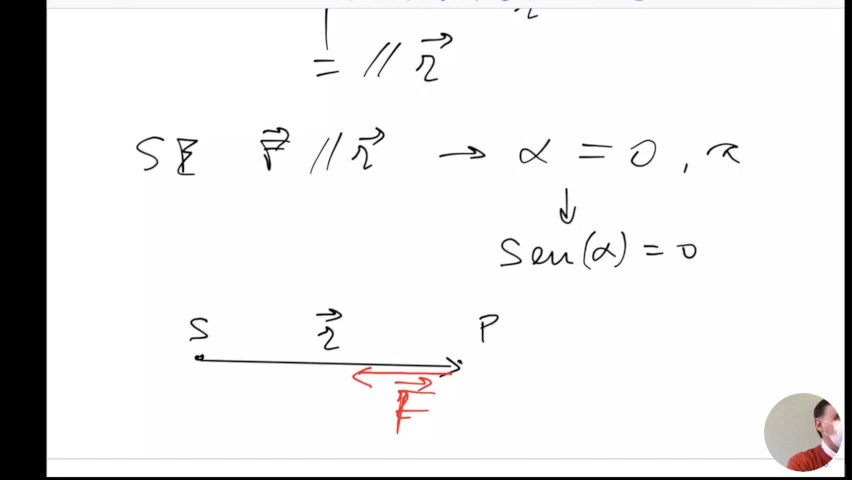 = // r⃗
SE F⃗ // r⃗ → α = 0, π
↓
sen(α) = 0
S r⃗ P
F⃗